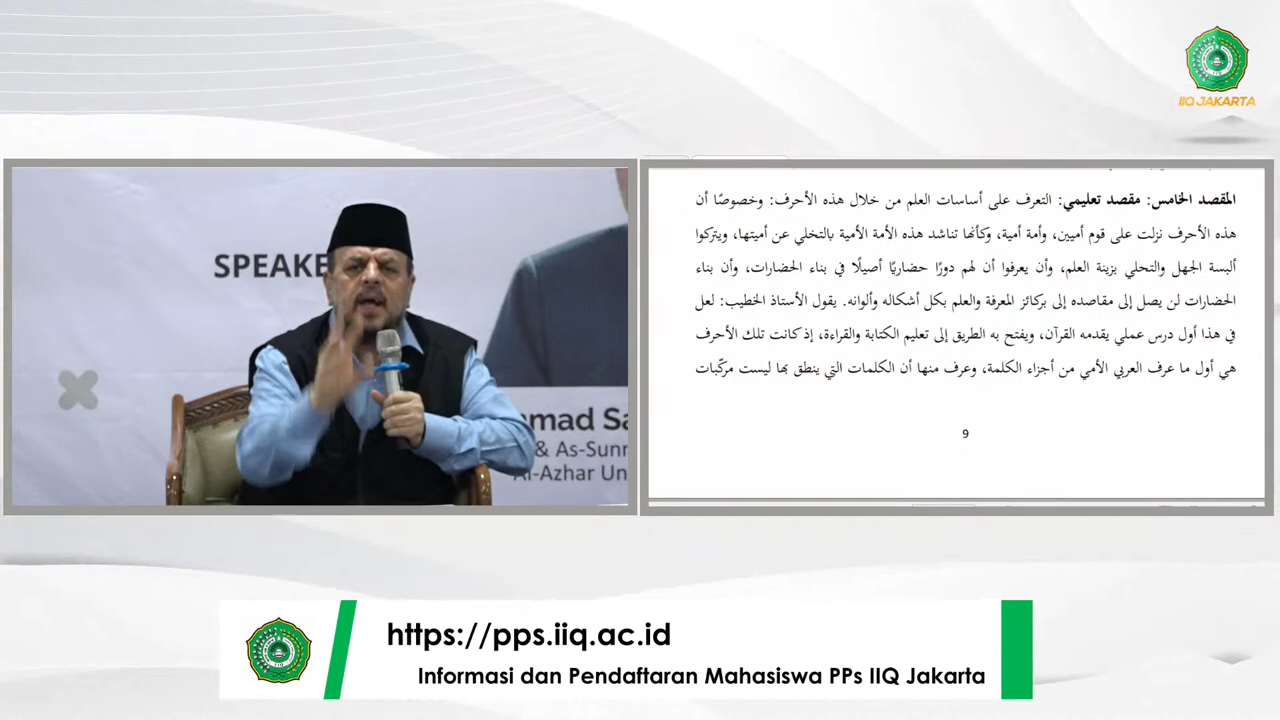 IIQ JAKARTA
SPEAKE
mad Sa
& As-Sunn
Al-Azhar Un
المقصد الخامس: مقصد تعليمي: التعرف على أساسات العلم من خلال هذه الأحرف: وخصوصًا أن
هذه الأحرف نزلت على قوم أميين، وأمة أمية، وكأنها تناشد هذه الأمة الأمية بالتخلي عن أميتها، ويتركوا
ألبسة الجهل والتحلي بزينة العلم، وأن يعرفوا أن لهم دورًا حضاريًا أصيلًا في بناء الحضارات، وأن بناء
الحضارات لن يصل إلى مقاصده إلى بركائز المعرفة والعلم بكل أشكاله وألوانه. يقول الأستاذ الخطيب: لعل
في هذا أول درس عملي يقدمه القرآن، ويفتح به الطريق إلى تعليم الكتابة والقراءة، إذ كانت تلك الأحرف
هي أول ما عرف العربي الأمي من أجزاء الكلمة، وعرف منها أن الكلمات التي ينطق بها ليست مركّبات
9
https://pps.iiq.ac.id
Informasi dan Pendaftaran Mahasiswa PPs IIQ Jakarta